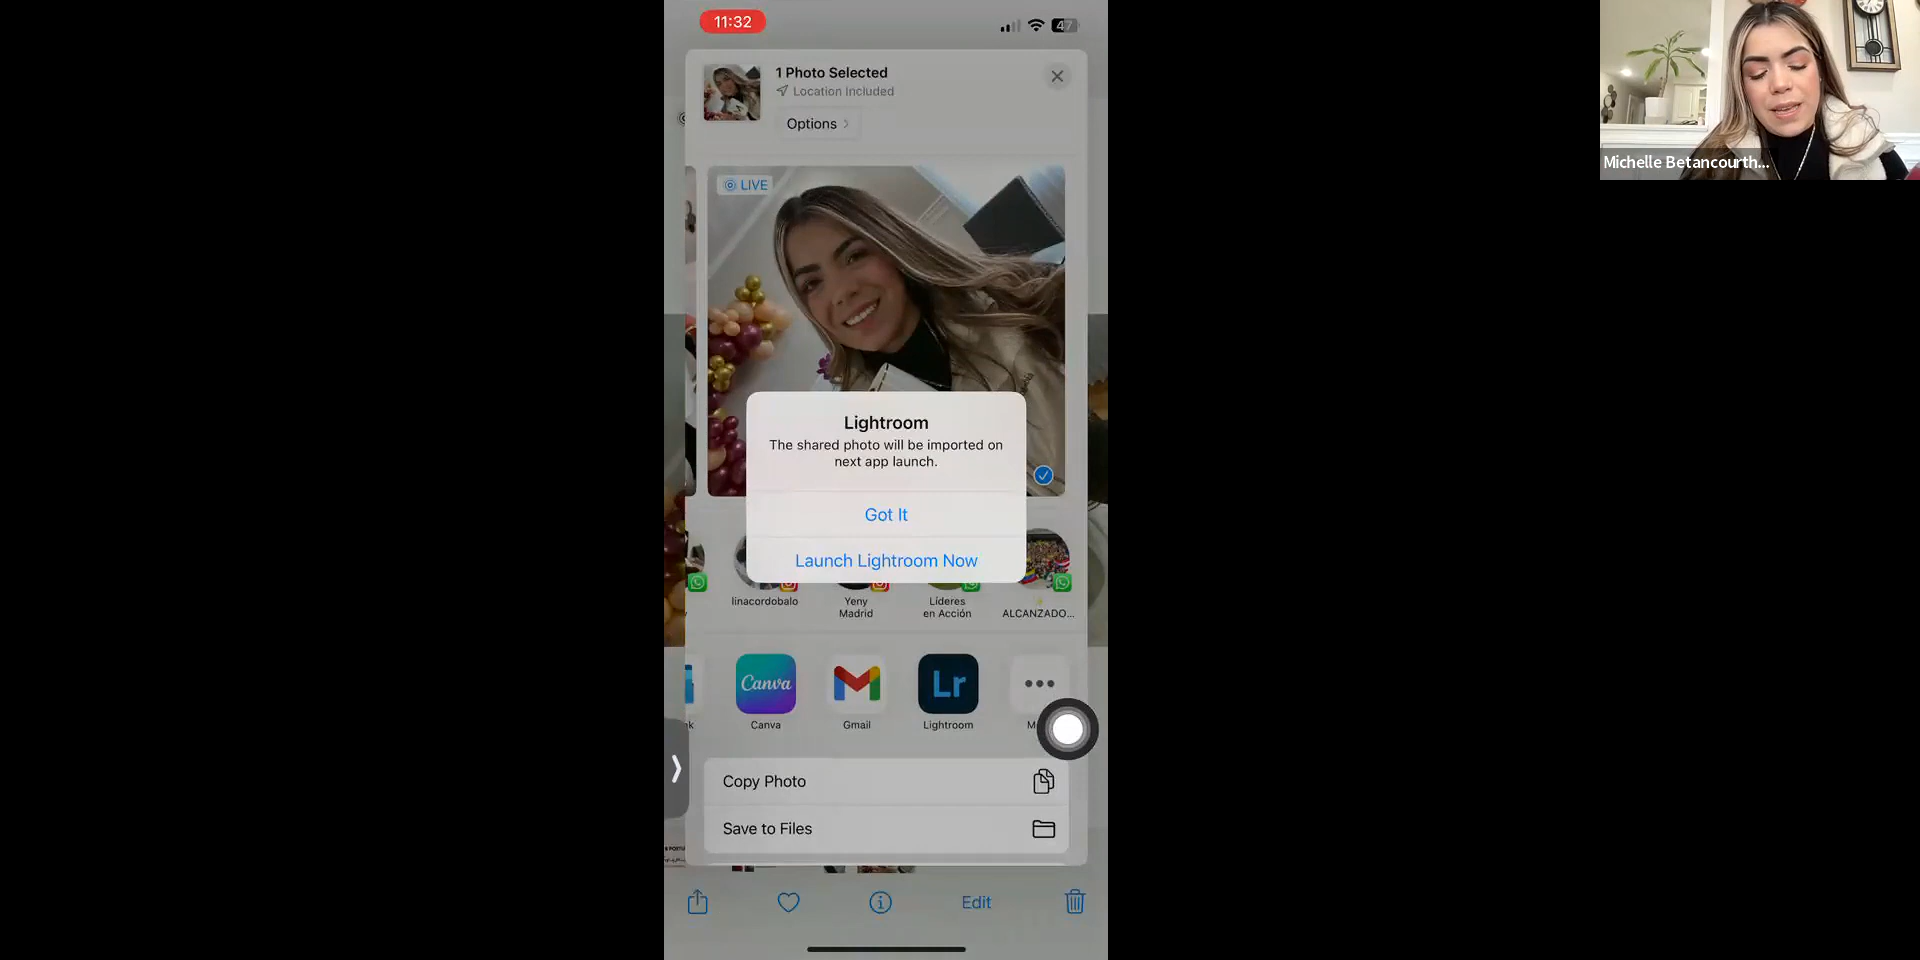 11:32
47
Michelle Betancourth...
1 Photo Selected
Location Included
Options
LIVE
Lightroom
The shared photo will be imported on
next app launch.
Got It
Launch Lightroom Now
linacordobalo
Yeny
Madrid
Líderes
en Acción
ALCANZADO...
Canva
Lr
Canva
Gmail
Lightroom
Copy Photo
Save to Files
Edit